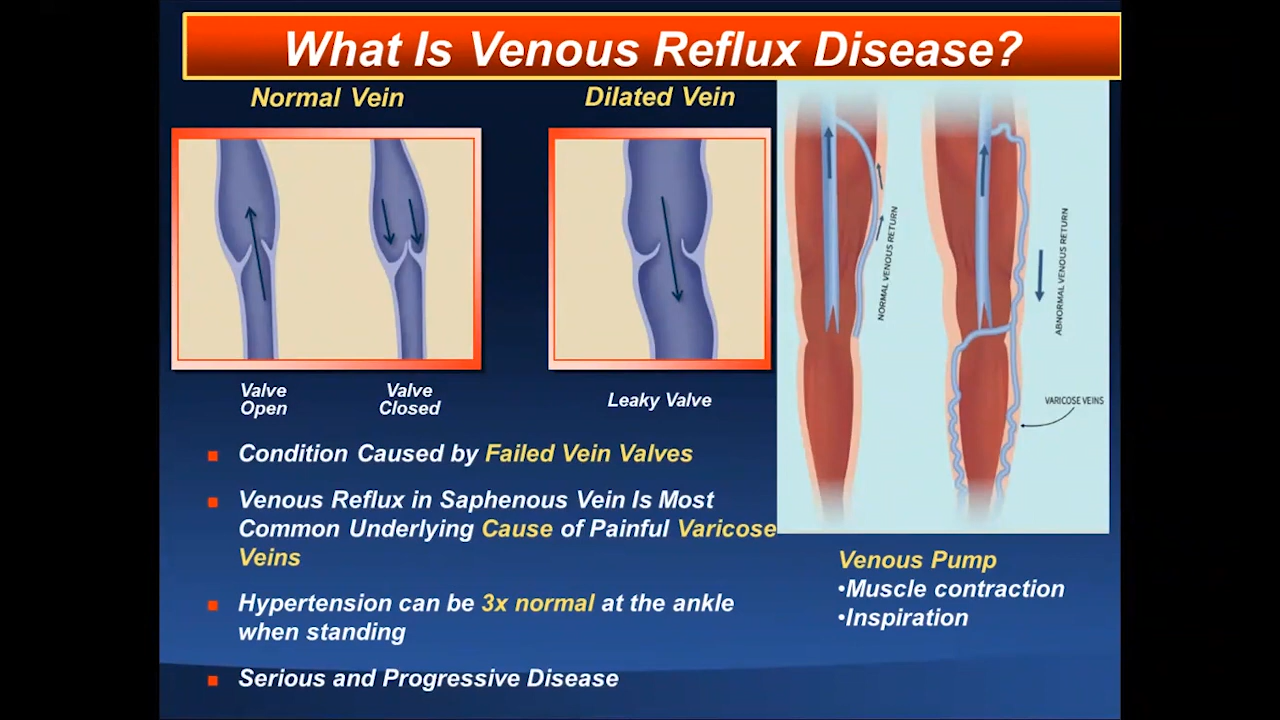 What Is Venous Reflux Disease?
Normal Vein
Dilated Vein
Valve
Open
Valve
Closed
Leaky Valve
NORMAL VENOUS RETURN
ABNORMAL VENOUS RETURN
VARICOSE VEINS
Condition Caused by Failed Vein Valves
Venous Reflux in Saphenous Vein Is Most
Common Underlying Cause of Painful Varicose
Veins
Hypertension can be 3x normal at the ankle
when standing
Serious and Progressive Disease
Venous Pump
•Muscle contraction
•Inspiration